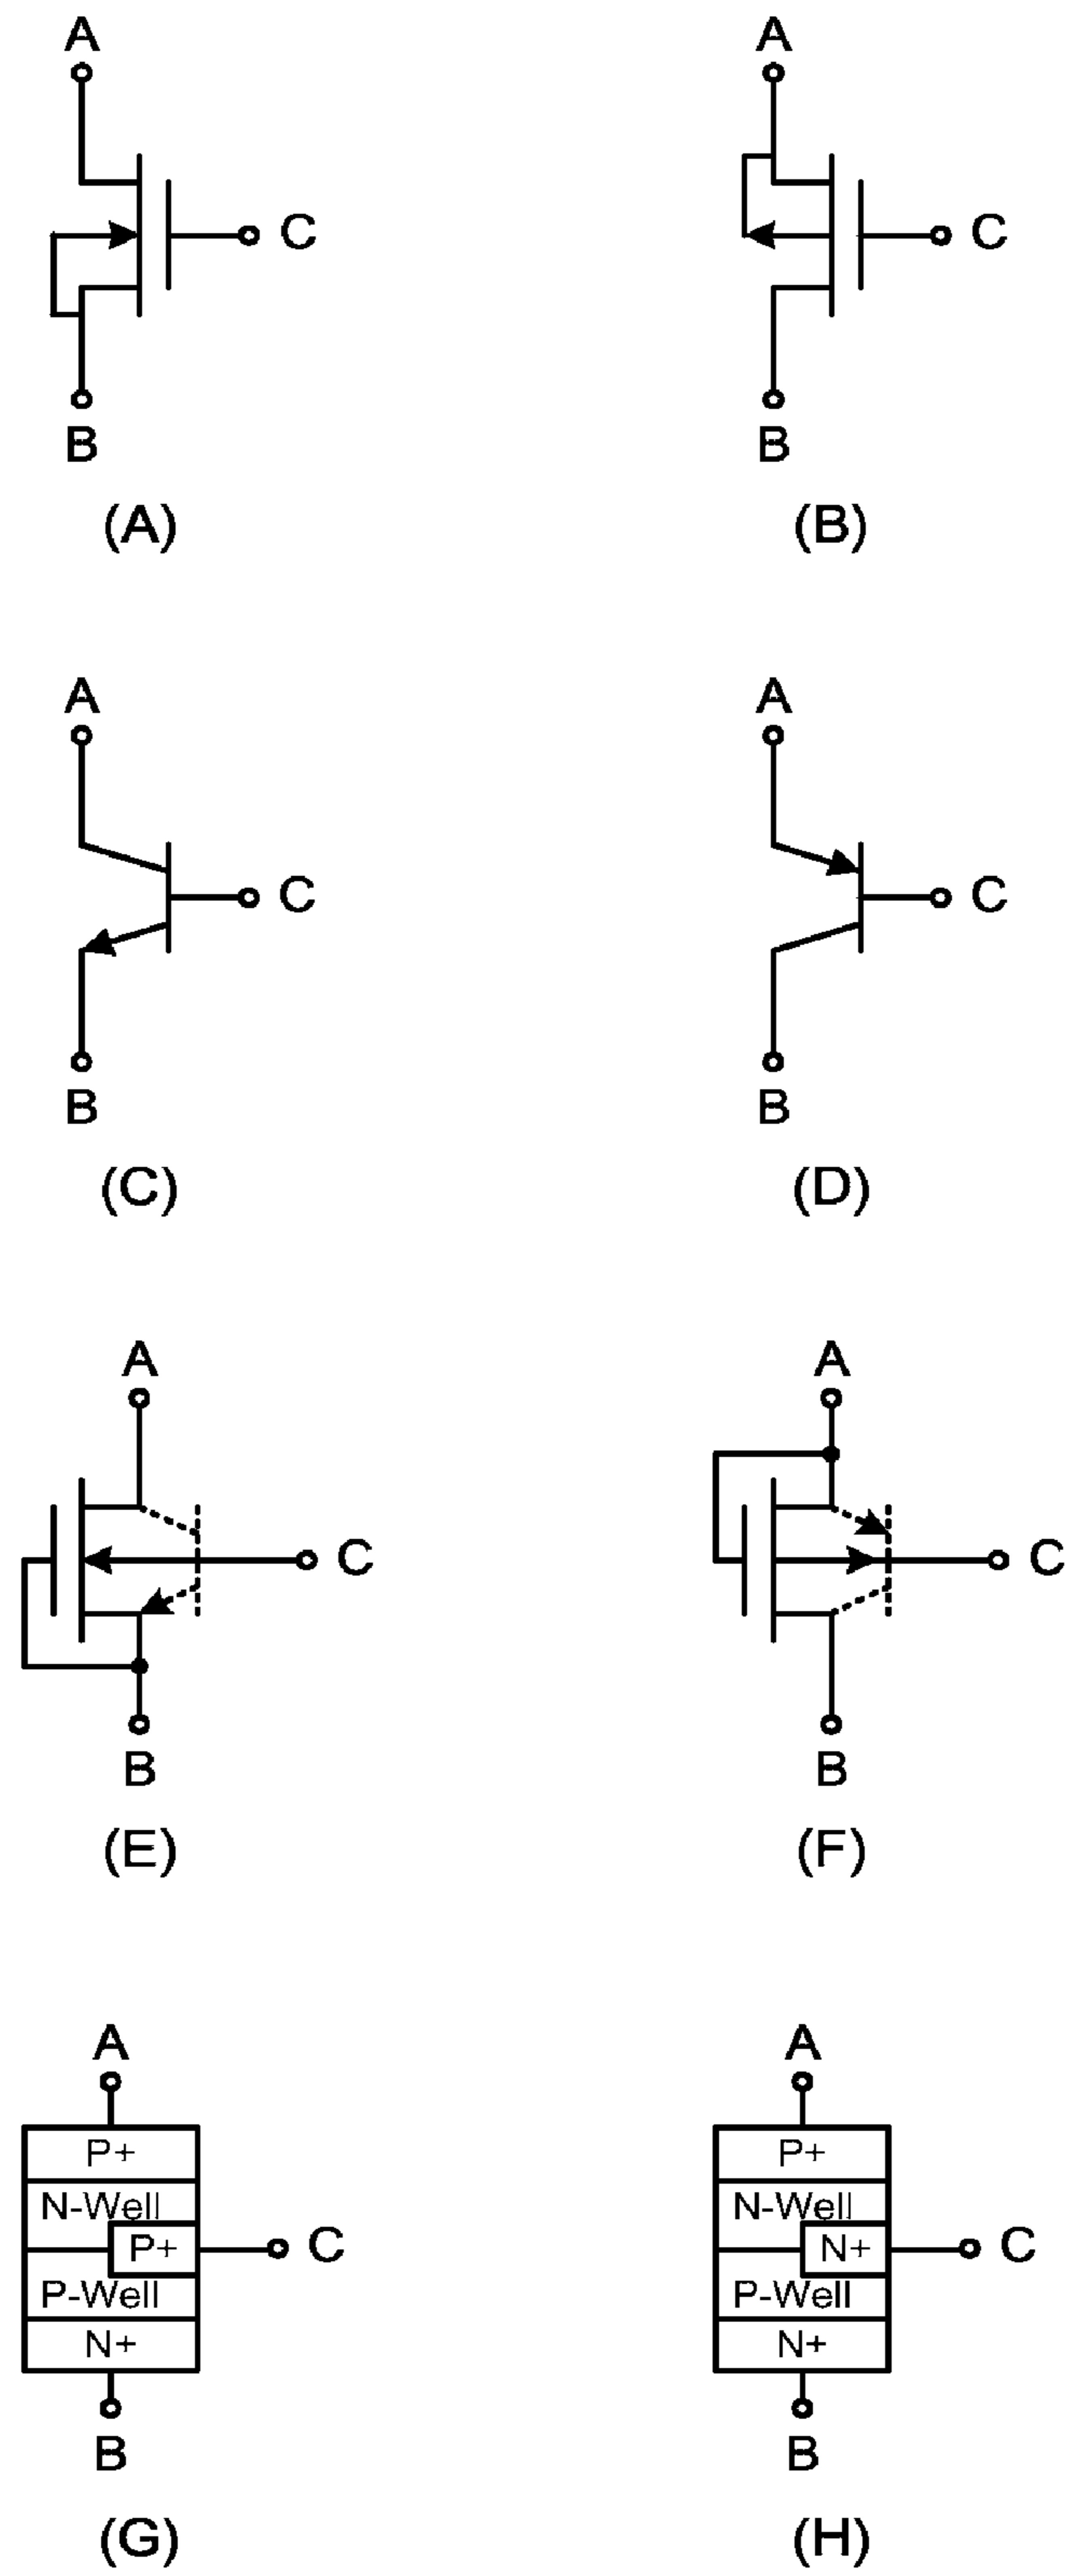 A A
C C
B B
(A) (B)
A A
C C
B B
(C) (D)
A A
C C
B B
(E) (F)
A A
P+ P+
N-Well N-Well
P+ C N+ C
P-Well P-Well
N+ N+
B B
(G) (H)